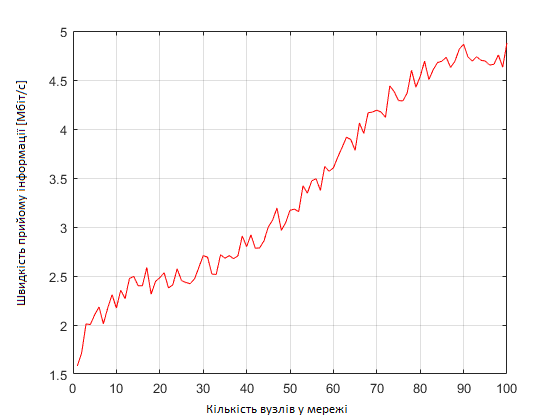 Швидкість прийому інформації [Мбіт/с]
5
4.5
4
3.5
3
2.5
2
1.5
0 10 20 30 40 50 60 70 80 90 100
Кількість вузлів у мережі